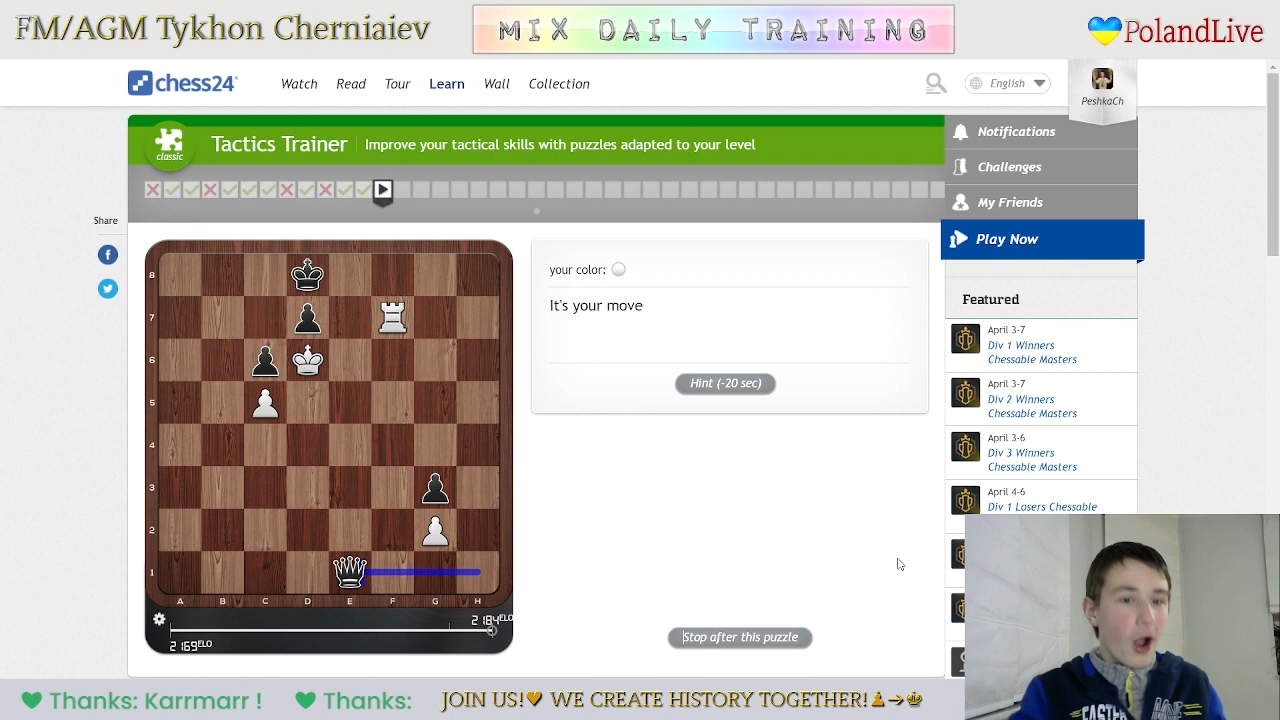 FM/AGM Tykhon Cherniaiev
MIX DAILY TRAINING
PolandLive
chess24
Watch Read Tour Learn Wall Collection
English
PeshkaCh
classic
Tactics Trainer
Improve your tactical skills with puzzles adapted to your level
Notifications
Challenges
My Friends
Play Now
Share
your color:
It's your move
Hint (-20 sec)
Featured
April 3-7
Div 1 Winners
Chessable Masters
April 3-7
Div 2 Winners
Chessable Masters
April 3-6
Div 3 Winners
Chessable Masters
April 4-6
Div 1 Losers Chessable
8
7
6
5
4
3
2
1
A B C D E F G H
2184ELO
2169ELO
Stop after this puzzle
Thanks: Karrmarr !
Thanks:
JOIN US!🧡 WE CREATE HISTORY TOGETHER!♟→♚